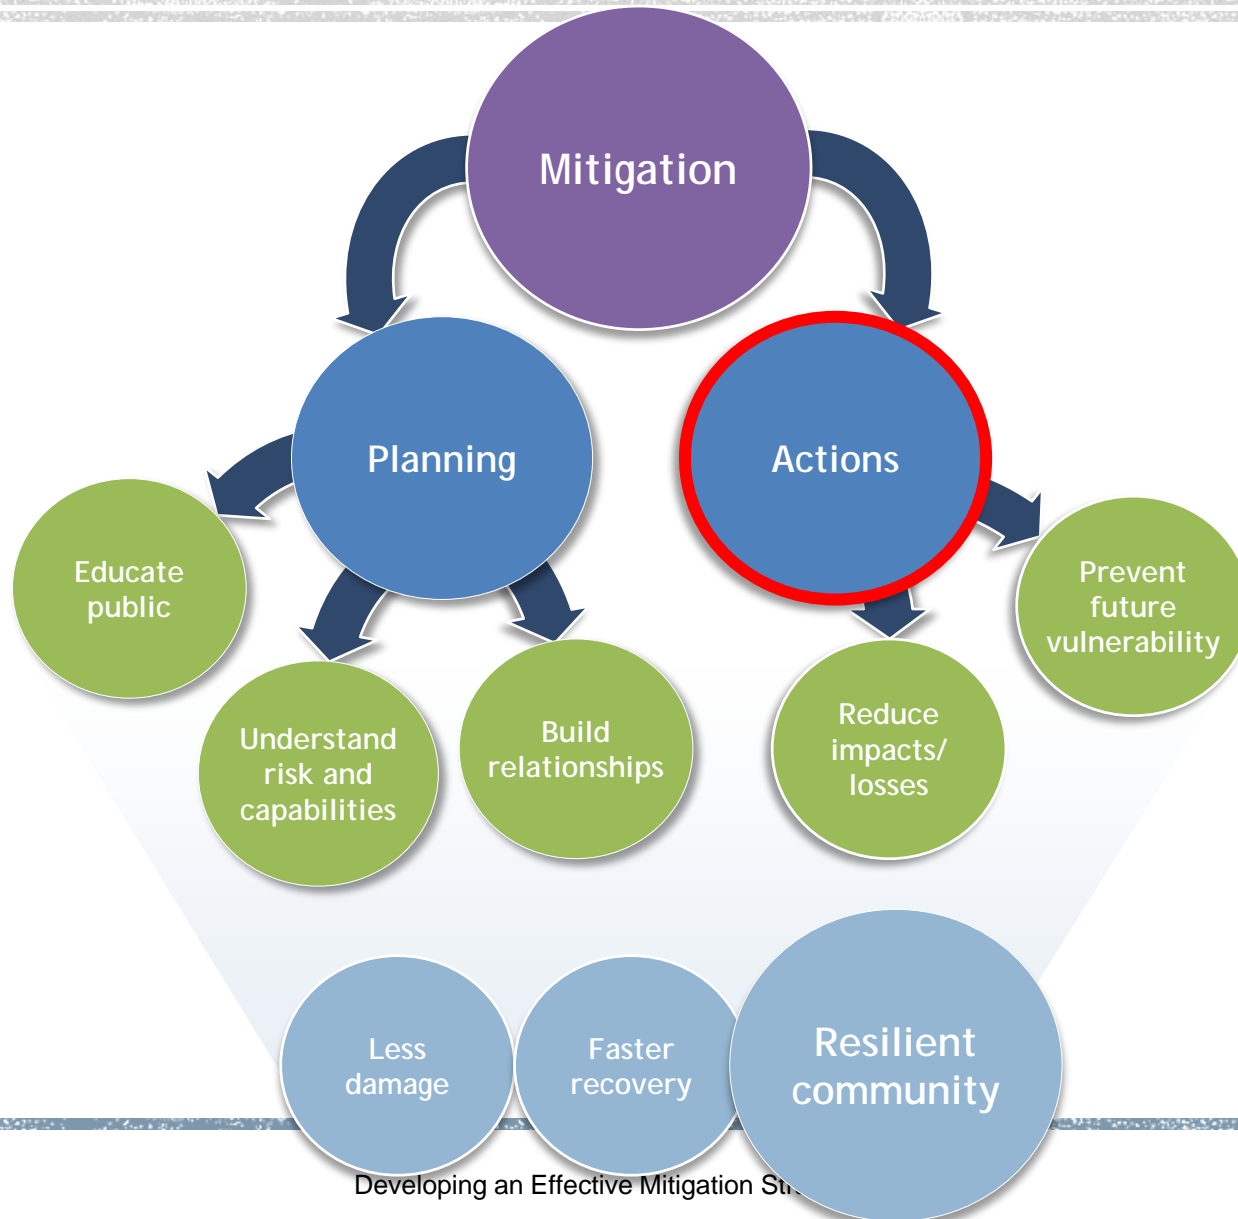 Mitigation
Planning
Actions
Educate
public
Understand
risk and
capabilities
Build
relationships
Reduce
impacts/
losses
Prevent
future
vulnerability
Less
damage
Faster
recovery
Resilient
community
Developing an Effective Mitigation